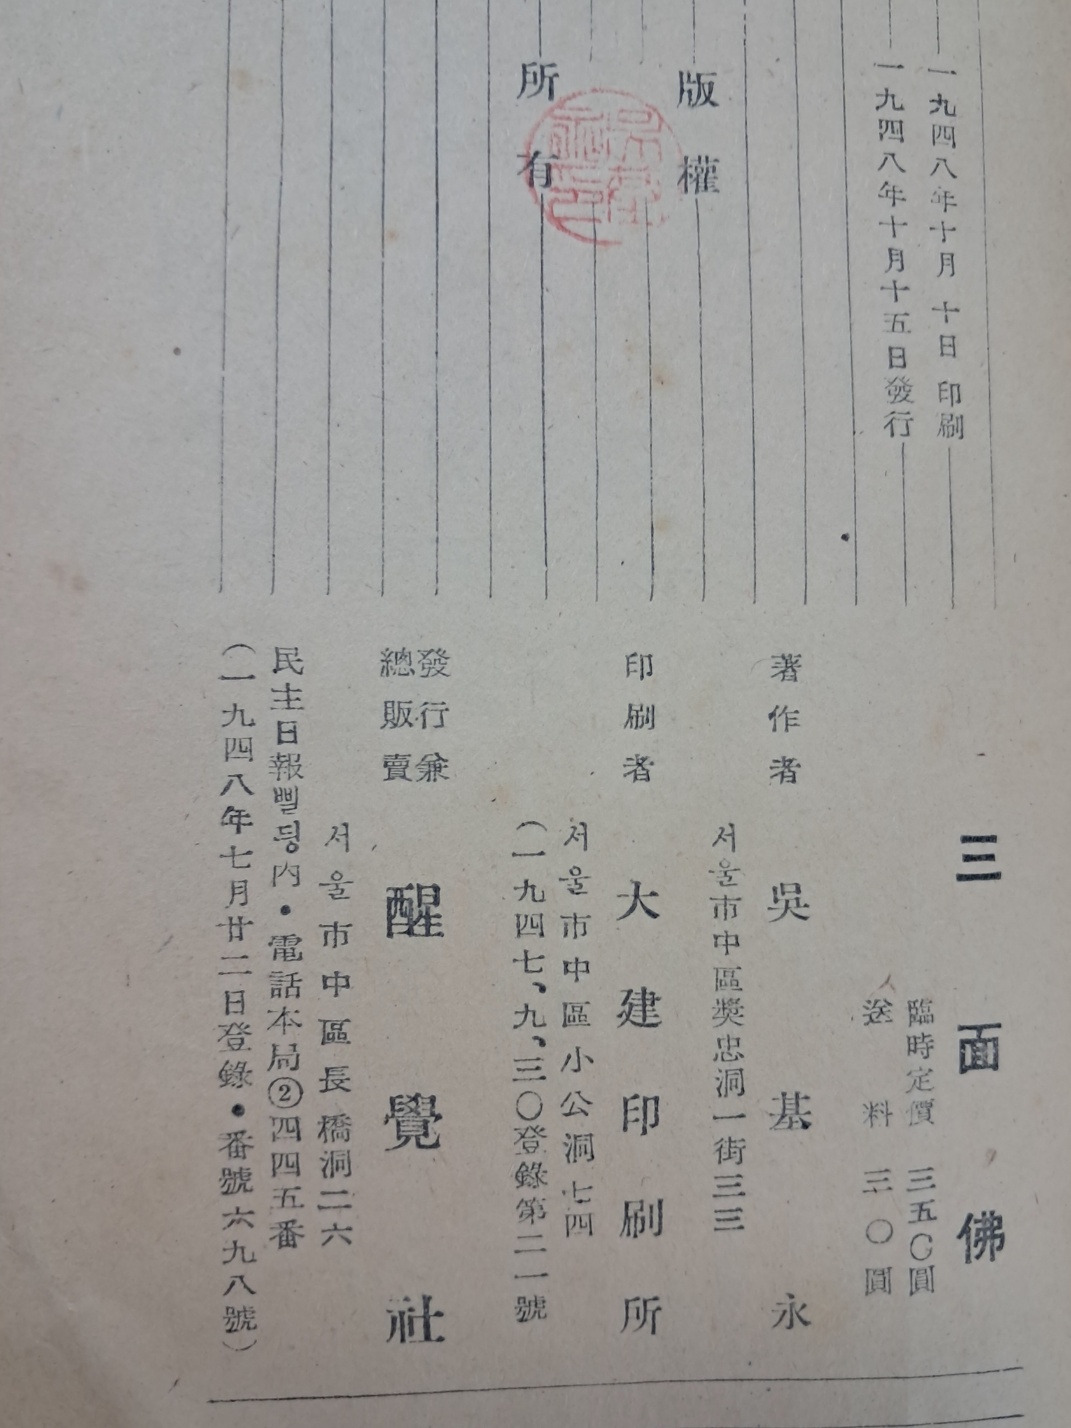 一九四八年十月 十日 印刷
一九四八年十月十五日發行
版權
所有
三面佛
臨時定價 三五〇圓
送料 三〇圓
著作者 吳基永
서울市中區奬忠洞一街三三
印刷者 大建印刷所
서울市中區小公洞七四
(一九四七、九、三〇登錄第二一號
發行兼
總販賣
醒覺社
서울市中區長橋洞二六
民主日報삘딍內•電話本局②四四五番
(一九四八年七月廿二日登錄•番號六九八號)